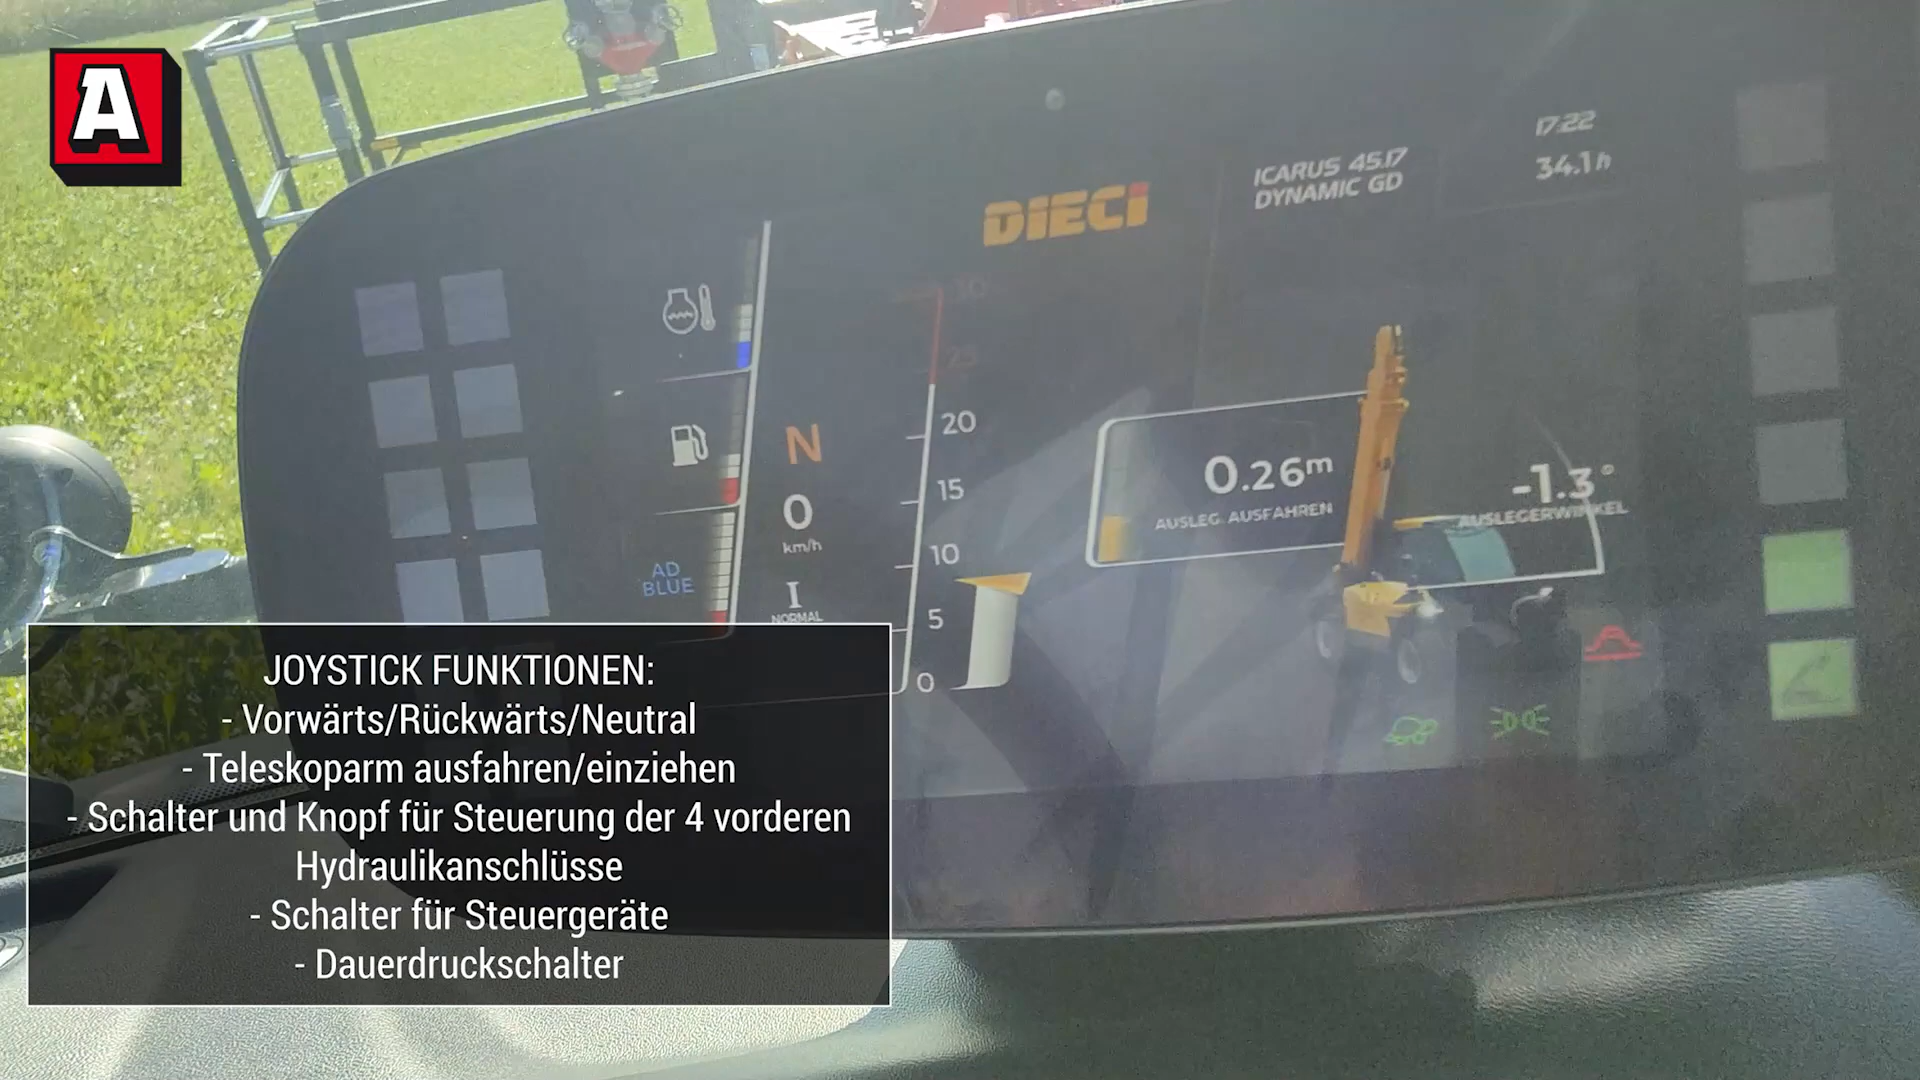 A
17:22
34.1h
ICARUS 45.17
DYNAMIC GD
DIECI
30
25
20
15
10
5
0
N
0
km/h
I
NORMAL
AD
BLUE
0.26m
AUSLEG. AUSFAHREN
-1.3°
AUSLEGERWINKEL
JOYSTICK FUNKTIONEN:
- Vorwärts/Rückwärts/Neutral
- Teleskoparm ausfahren/einziehen
- Schalter und Knopf für Steuerung der 4 vorderen
Hydraulikanschlüsse
- Schalter für Steuergeräte
- Dauerdruckschalter